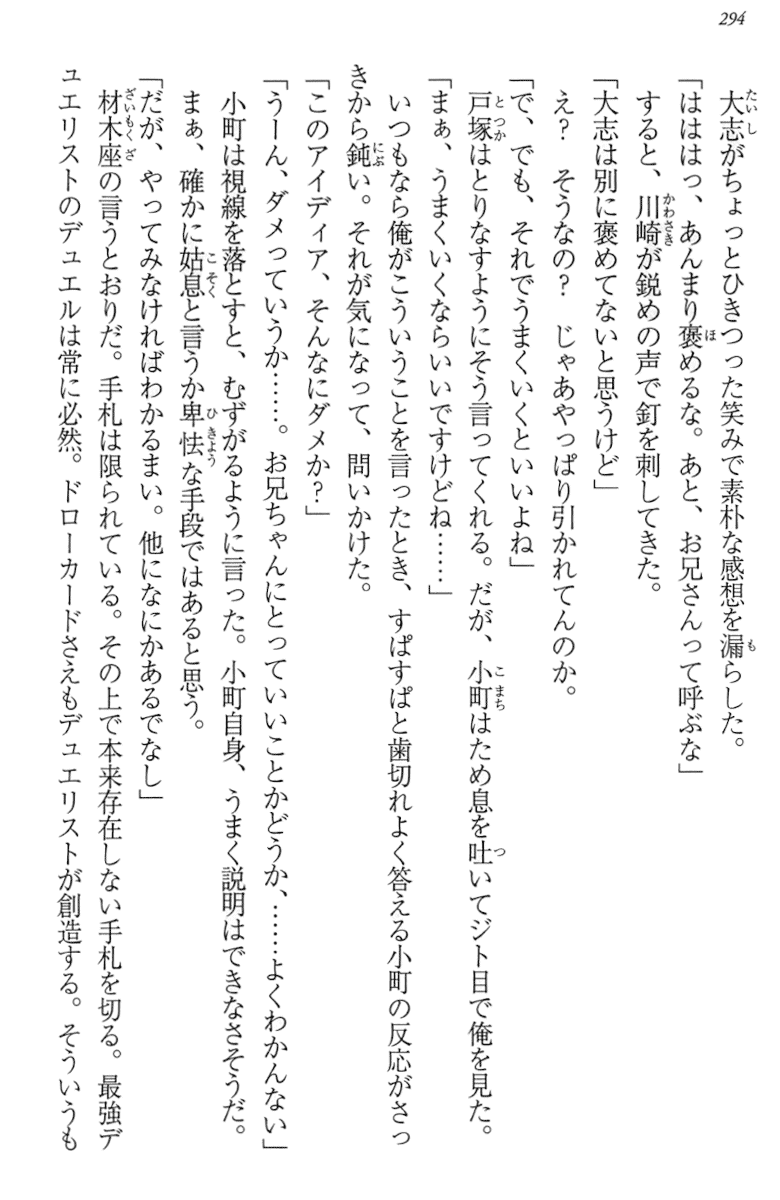 294
大志がちょっとひきつった笑みで素朴な感想を漏らした。
「はははっ、あんまり褒めるな。あと、お兄さんって呼ぶな」
すると、川崎が鋭めの声で釘を刺してきた。
「大志は別に褒めてないと思うけど」
え?　そうなの?　じゃあやっぱり引かれてんのか。
「で、でも、それでうまくいくといいよね」
戸塚はとりなすようにそう言ってくれる。だが、小町はため息を吐いてジト目で俺を見た。
「まぁ、うまくいくならいいですけどね……」
いつもなら俺がこういうことを言ったとき、すぱすぱと歯切れよく答える小町の反応がさっ
きから鈍い。それが気になって、問いかけた。
「このアイディア、そんなにダメか?」
「うーん、ダメっていうか……。お兄ちゃんにとっていいことかどうか、……よくわかんない」
小町は視線を落とすと、むずがるように言った。小町自身、うまく説明はできなさそうだ。
まぁ、確かに姑息と言うか卑怯な手段ではあると思う。
「だが、やってみなければわかるまい。他になにかあるでなし」
材木座の言うとおりだ。手札は限られている。その上で本来存在しない手札を切る。最強デ
ュエリストのデュエルは常に必然。ドローカードさえもデュエリストが創造する。そういうも